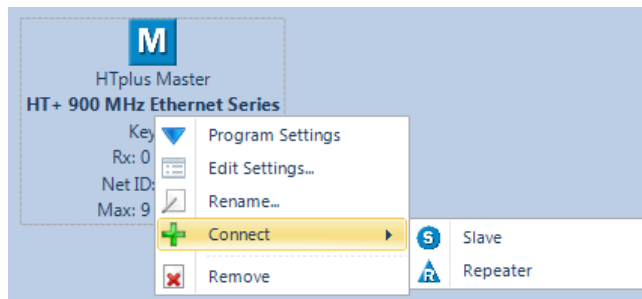 M
HTplus Master
HT+ 900 MHz Ethernet Series
Key
Rx: 0
Net ID:
Max: 9
Program Settings
Edit Settings...
Rename...
Connect
Remove
S Slave
R Repeater